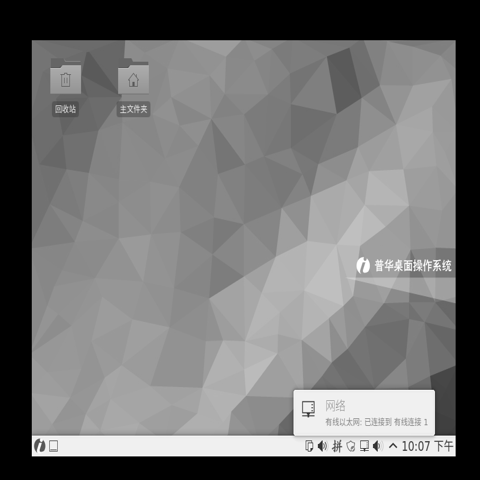 回收站
主文件夹
普华桌面操作系统
网络
有线以太网: 已连接到 有线连接 1
拼
10:07 下午